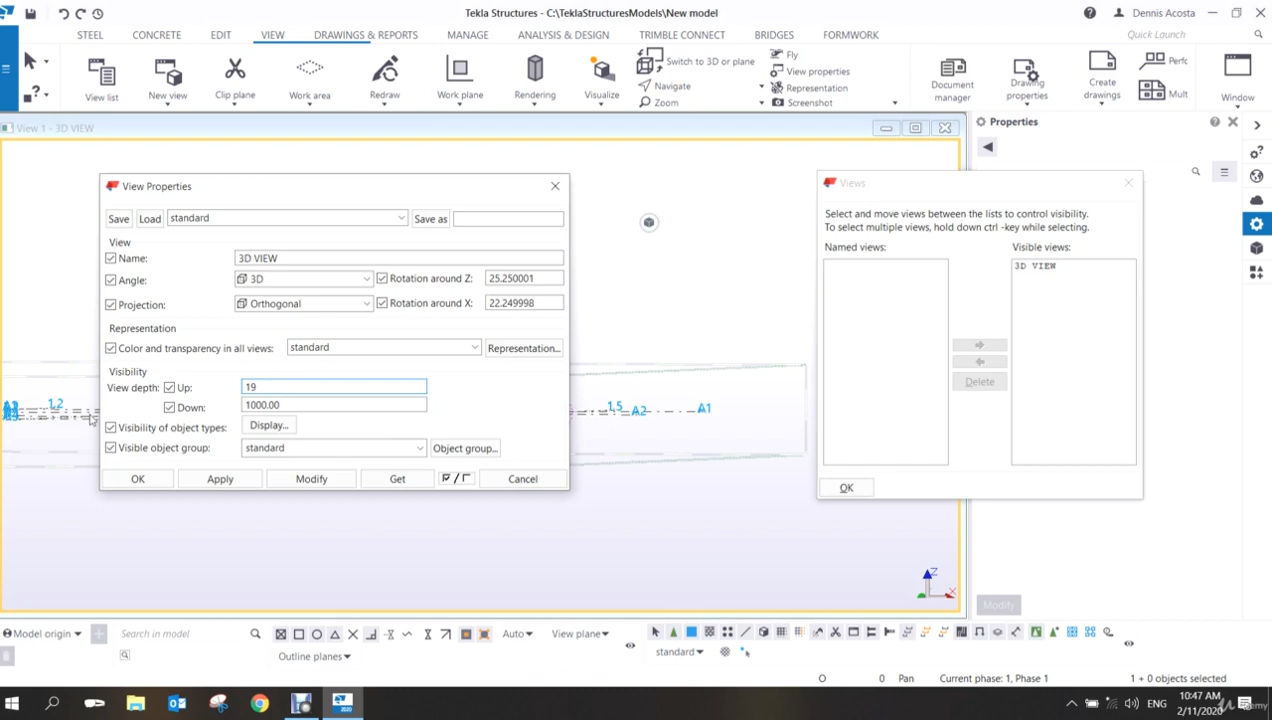 Tekla Structures - C:\TeklaStructuresModels\New model
Dennis Acosta
STEEL CONCRETE EDIT VIEW DRAWINGS & REPORTS MANAGE ANALYSIS & DESIGN TRIMBLE CONNECT BRIDGES FORMWORK
Quick Launch
View list
New view
Clip plane
Work area
Redraw
Work plane
Rendering
Visualize
Switch to 3D or plane
Navigate
Zoom
Fly
View properties
Representation
Screenshot
Document manager
Drawing properties
Create drawings
Perfc
Mult
Window
View 1 - 3D VIEW
Properties
View Properties
Save Load standard Save as
View
Name: 3D VIEW
Angle: 3D Rotation around Z: 25.250001
Projection: Orthogonal Rotation around X: 22.249998
Representation
Color and transparency in all views: standard Representation...
Visibility
View depth: Up: 19
Down: 1000.00
Visibility of object types: Display...
Visible object group: standard Object group...
OK Apply Modify Get Cancel
1.2
1.5 A2 A1
Z
X
Views
Select and move views between the lists to control visibility.
To select multiple views, hold down ctrl -key while selecting.
Named views: Visible views:
3D VIEW
Delete
OK
Modify
Model origin Search in model Auto View plane
Outline planes standard
O 0 Pan Current phase: 1, Phase 1 1 + 0 objects selected
2020
ENG
10:47 AM
2/11/2020
Udemy